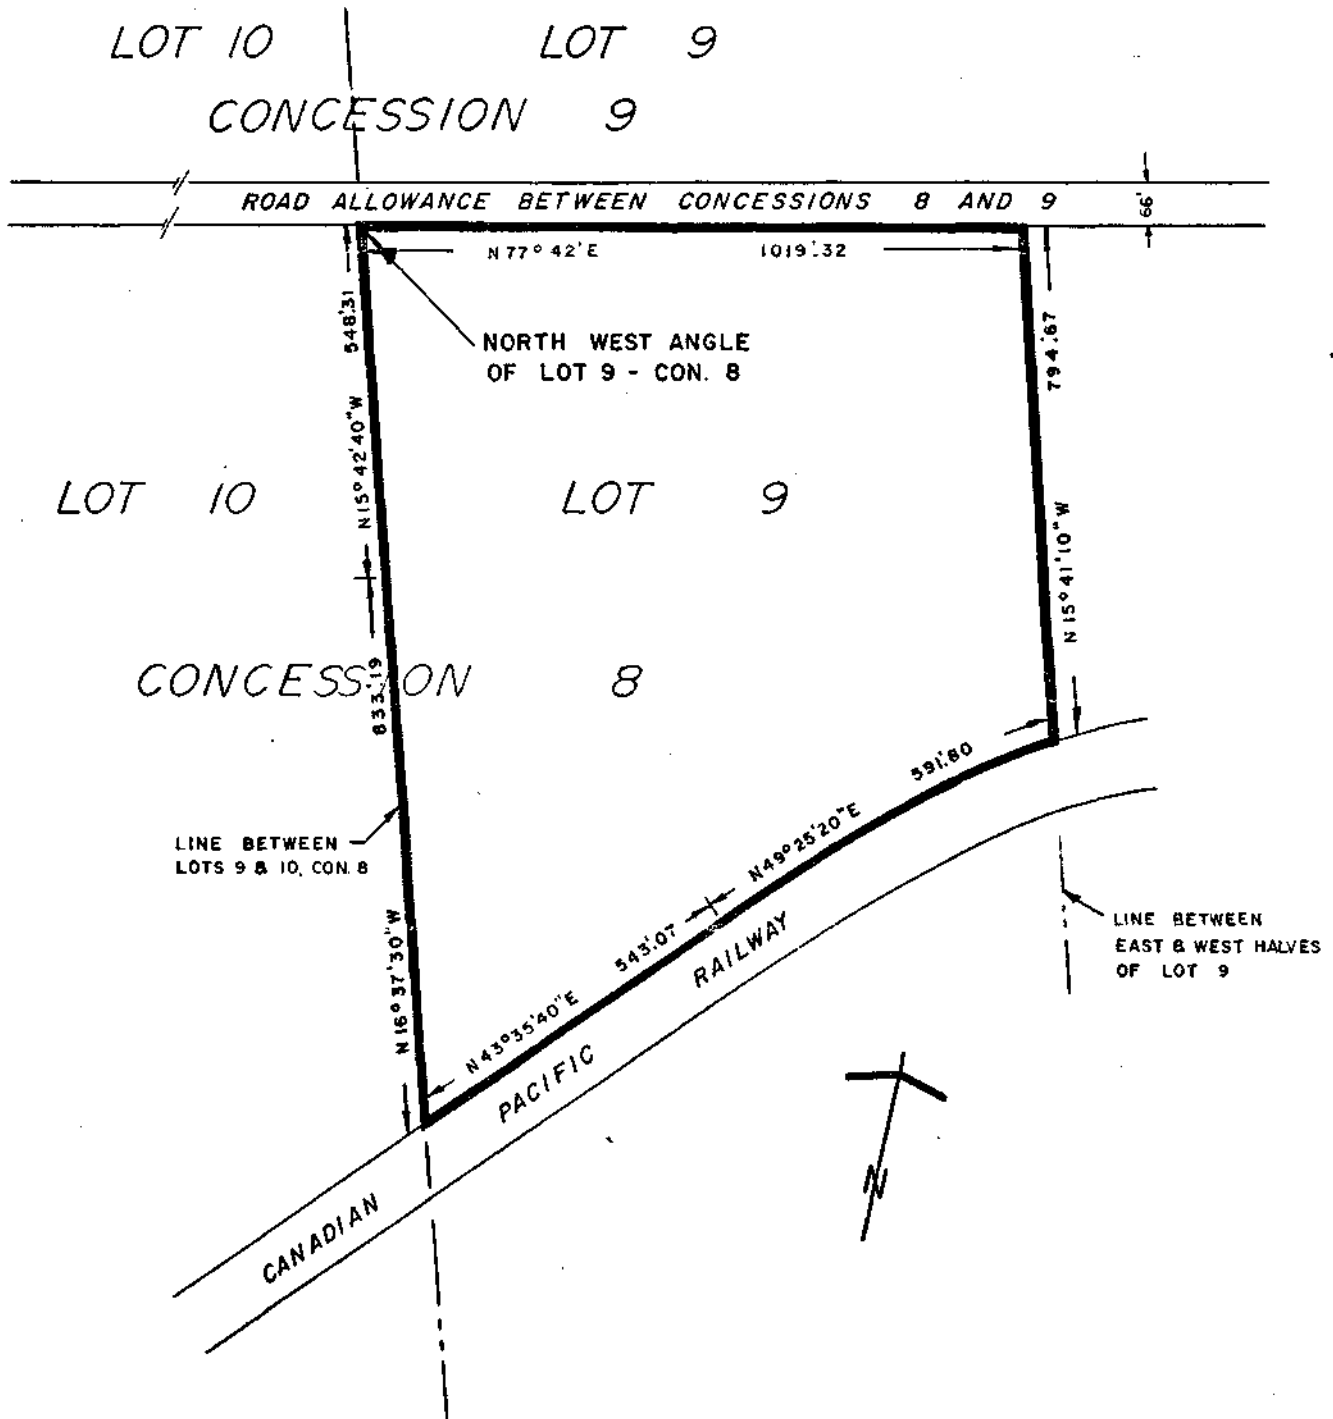 LOT 10 LOT 9
CONCESSION 9
ROAD ALLOWANCE BETWEEN CONCESSIONS 8 AND 9
66'
N 77° 42' E 1019'.32
548'.31
794'.67
NORTH WEST ANGLE
OF LOT 9 - CON. 8
N15° 42' 40" W
LOT 10 LOT 9
N 15° 41' 10" W
CONCESSION 8
833'.19
591'.80
N49° 25' 20" E
LINE BETWEEN
LOTS 9 & 10, CON. 8
N 16° 37' 30" W
543'.07
N 43° 35' 40" E
LINE BETWEEN
EAST & WEST HALVES
OF LOT 9
CANADIAN PACIFIC RAILWAY
N